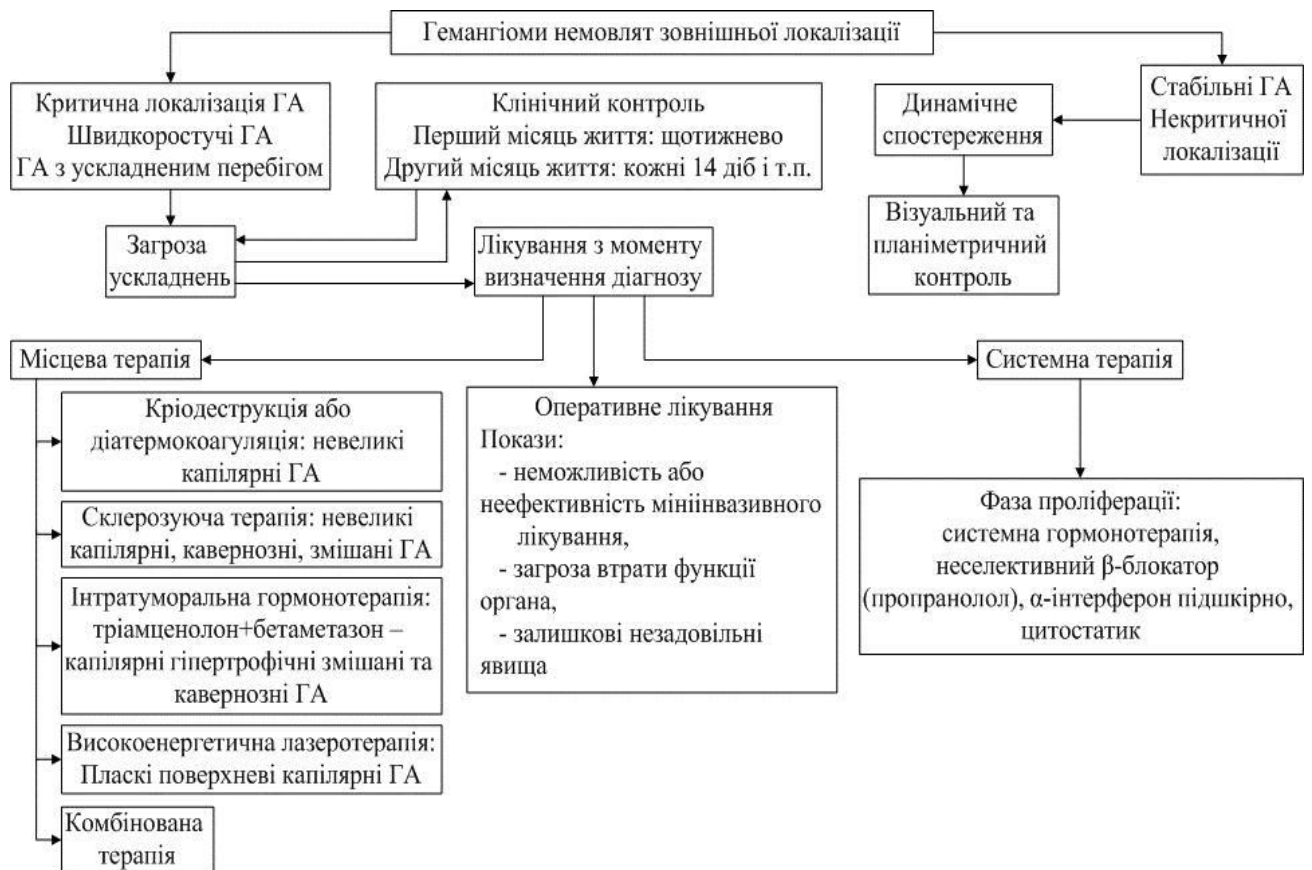 Гемангіоми немовлят зовнішньої локалізації
Критична локалізація ГА
Швидкоростучі ГА
ГА з ускладненим перебігом
Клінічний контроль
Перший місяць життя: щотижнево
Другий місяць життя: кожні 14 діб і т.п.
Динамічне
спостереження
Стабільні ГА
Некритичної
локалізації
Загроза
ускладнень
Лікування з моменту
визначення діагнозу
Візуальний та
планіметричний
контроль
Місцева терапія
Системна терапія
Кріодеструкція або
діатермокоагуляція: невеликі
капілярні ГА
Склерозуюча терапія: невеликі
капілярні, кавернозні, змішані ГА
Інтратуморальна гормонотерапія:
тріамценолон+бетаметазон –
капілярні гіпертрофічні змішані та
кавернозні ГА
Високоенергетична лазеротерапія:
Пласкі поверхневі капілярні ГА
Комбінована
терапія
Оперативне лікування
Покази:
- неможливість або
неефективність мініінвазивного
лікування,
- загроза втрати функції
органа,
- залишкові незадовільні
явища
Фаза проліферації:
системна гормонотерапія,
неселективний β-блокатор
(пропранолол), α-інтерферон підшкірно,
цитостатик